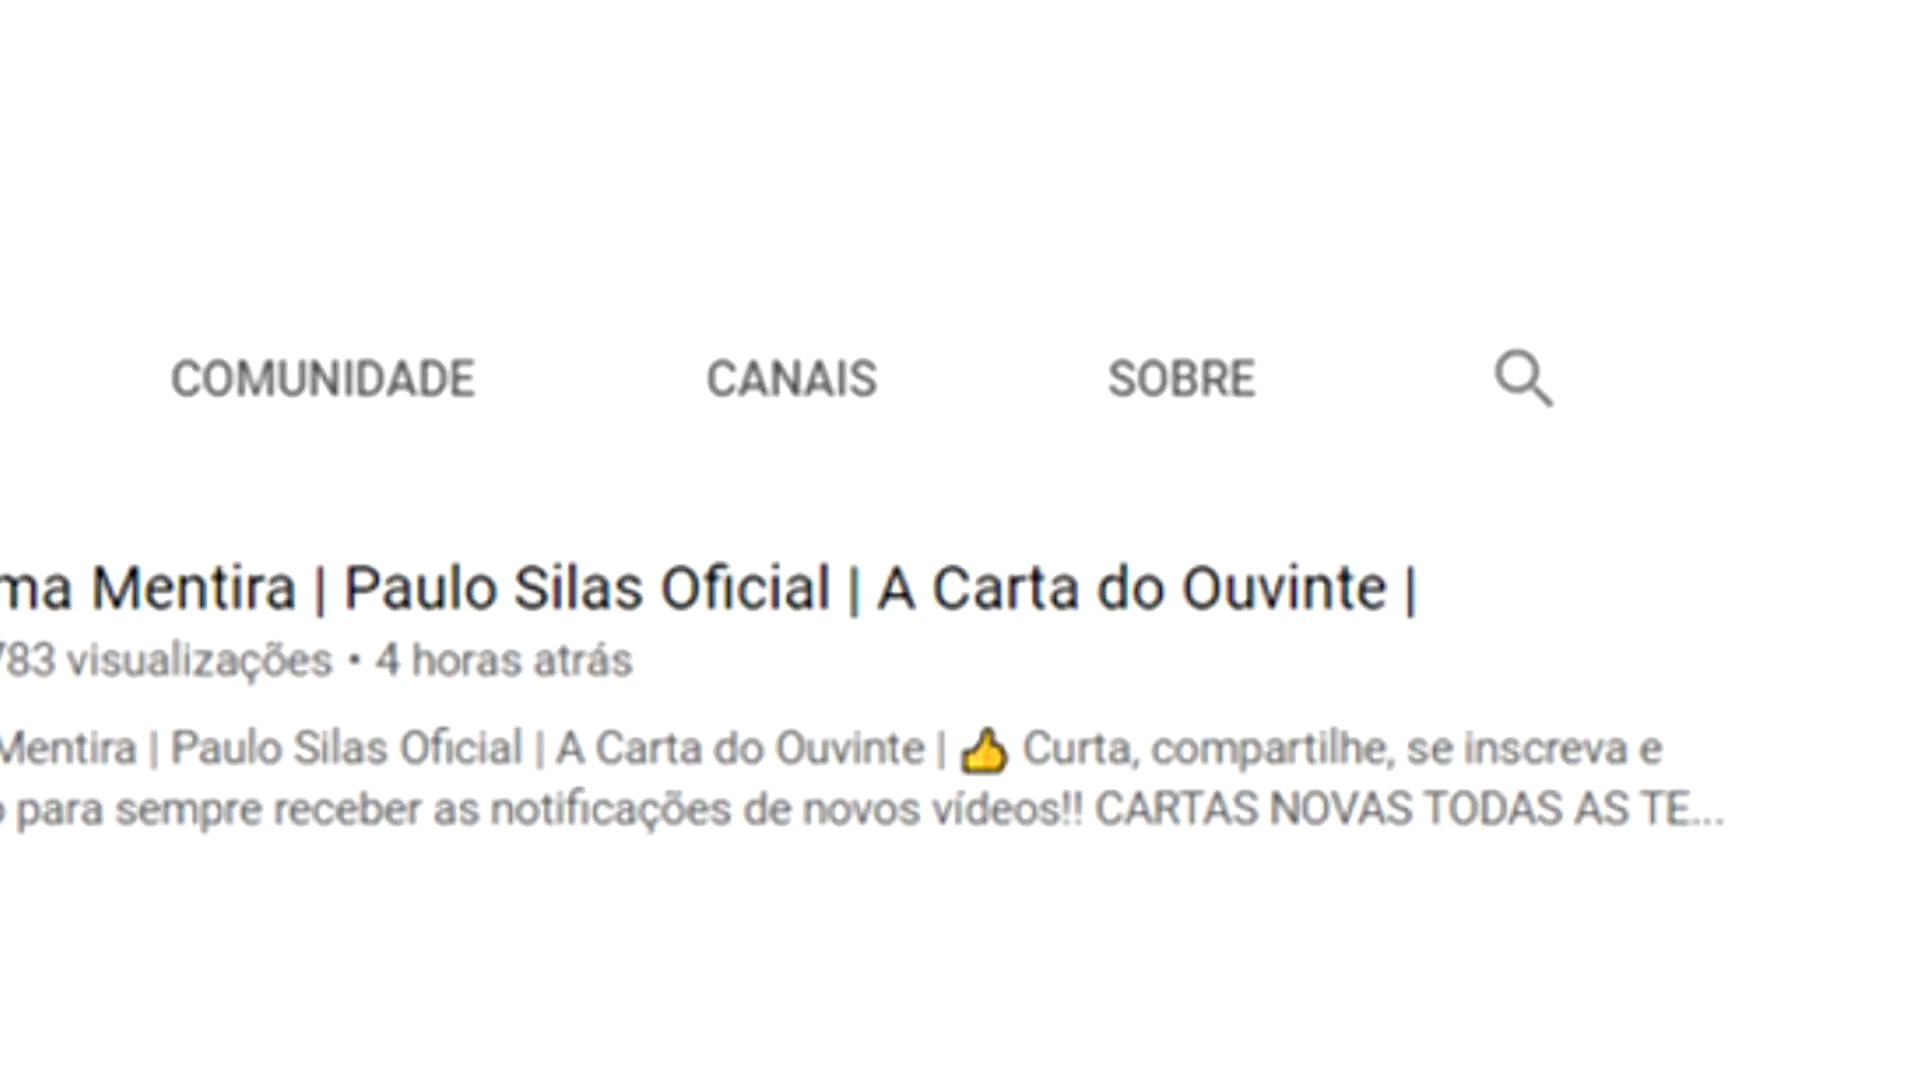 COMUNIDADE CANAIS SOBRE
Mentira | Paulo Silas Oficial | A Carta do Ouvinte |
783 visualizações • 4 horas atrás
Mentira | Paulo Silas Oficial | A Carta do Ouvinte | 👍 Curta, compartilhe, se inscreva e
para sempre receber as notificações de novos vídeos!! CARTAS NOVAS TODAS AS TE...